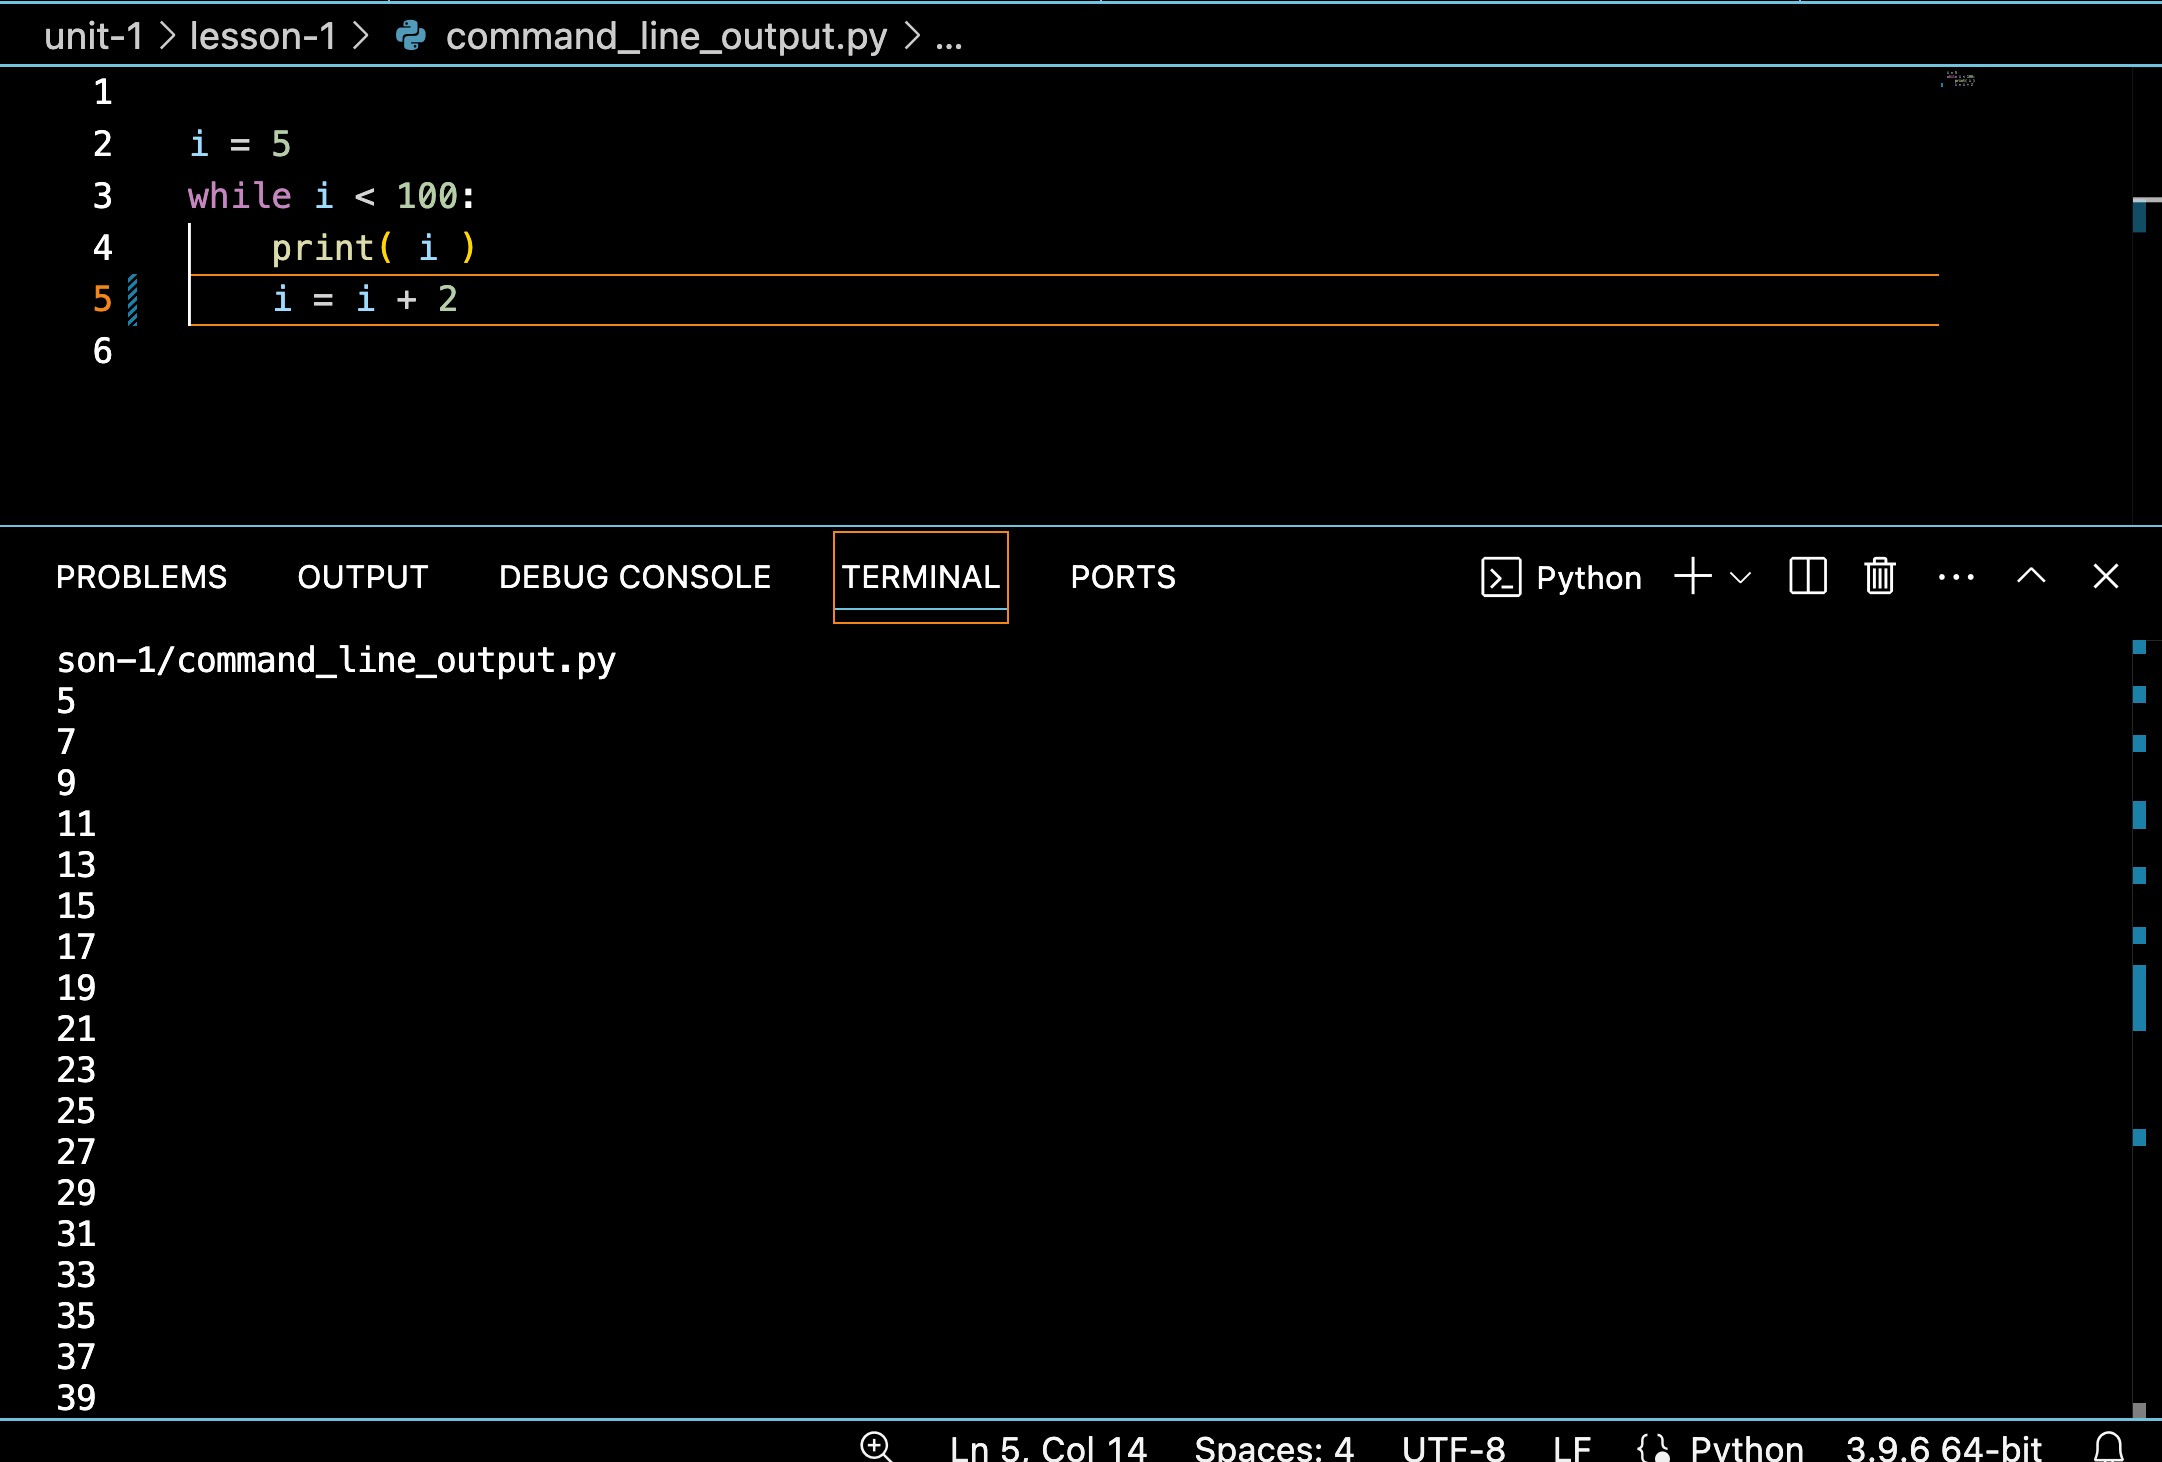 unit-1 > lesson-1 > command_line_output.py > ...
1
2 i = 5
3 while i < 100:
4     print( i )
5     i = i + 2
6
PROBLEMS OUTPUT DEBUG CONSOLE TERMINAL PORTS Python
son-1/command_line_output.py
5
7
9
11
13
15
17
19
21
23
25
27
29
31
33
35
37
39
Ln 5, Col 14 Spaces: 4 UTF-8 LF Python 3.9.6 64-bit